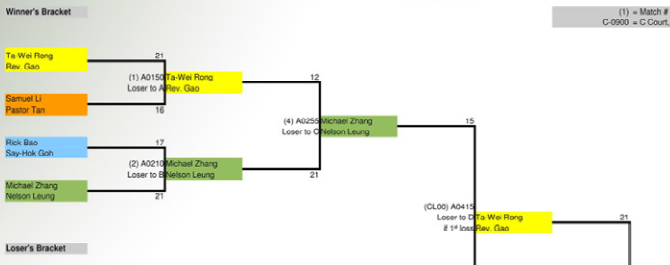 Winner's Bracket
(1) = Match #
C-0900 = C Court,
Ta-Wei Rong
Rev. Gao
21
(1) A0150 Ta-Wei Rong
Loser to A Rev. Gao
12
Samuel Li
Pastor Tan
16
(4) A0255 Michael Zhang
Loser to C Nelson Leung
15
Rick Bao
Say-Hok Goh
17
(2) A0210 Michael Zhang
Loser to B Nelson Leung
21
Michael Zhang
Nelson Leung
21
(CL00) A0415
Loser to D Ta-Wei Rong
if 1st loss Rev. Gao
21
Loser's Bracket